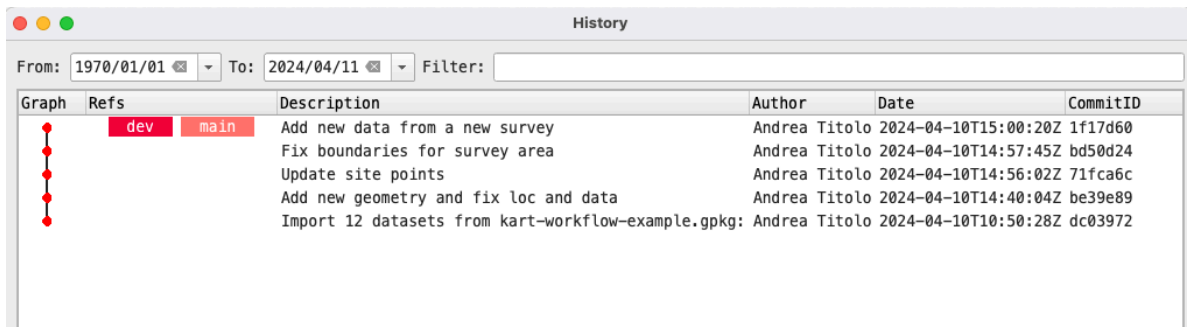 History
From: 1970/01/01 To: 2024/04/11 Filter:
Graph Refs Description Author Date CommitID
dev main Add new data from a new survey Andrea Titolo 2024-04-10T15:00:20Z 1f17d60
Fix boundaries for survey area Andrea Titolo 2024-04-10T14:57:45Z bd50d24
Update site points Andrea Titolo 2024-04-10T14:56:02Z 71fca6c
Add new geometry and fix loc and data Andrea Titolo 2024-04-10T14:40:04Z be39e89
Import 12 datasets from kart-workflow-example.gpkg: Andrea Titolo 2024-04-10T10:50:28Z dc03972